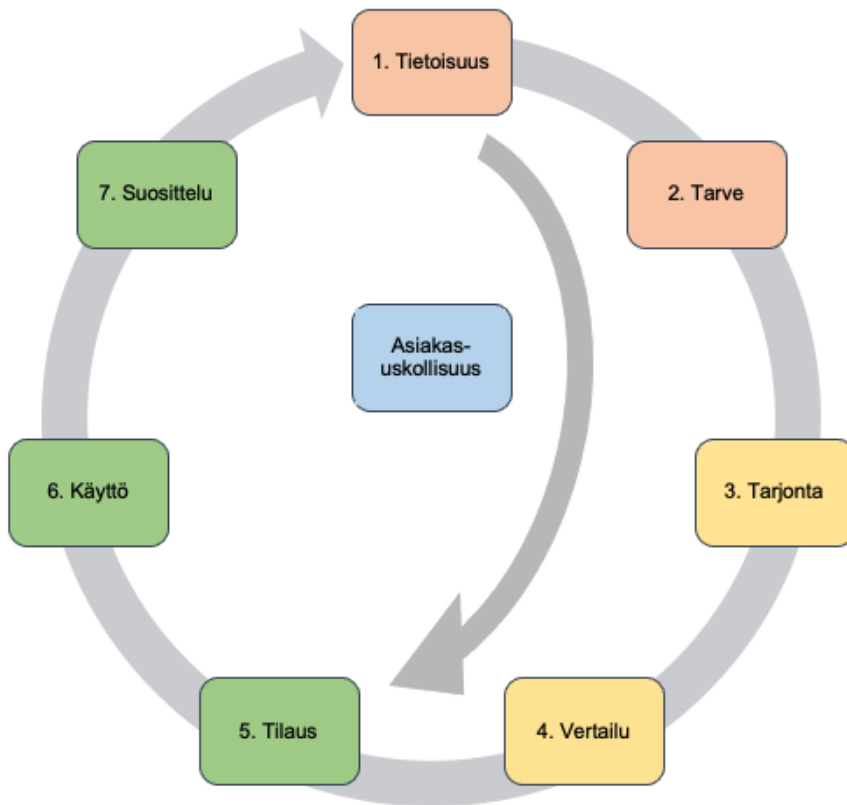 1. Tietoisuus
2. Tarve
3. Tarjonta
4. Vertailu
5. Tilaus
6. Käyttö
7. Suosittelu
Asiakas-
uskollisuus